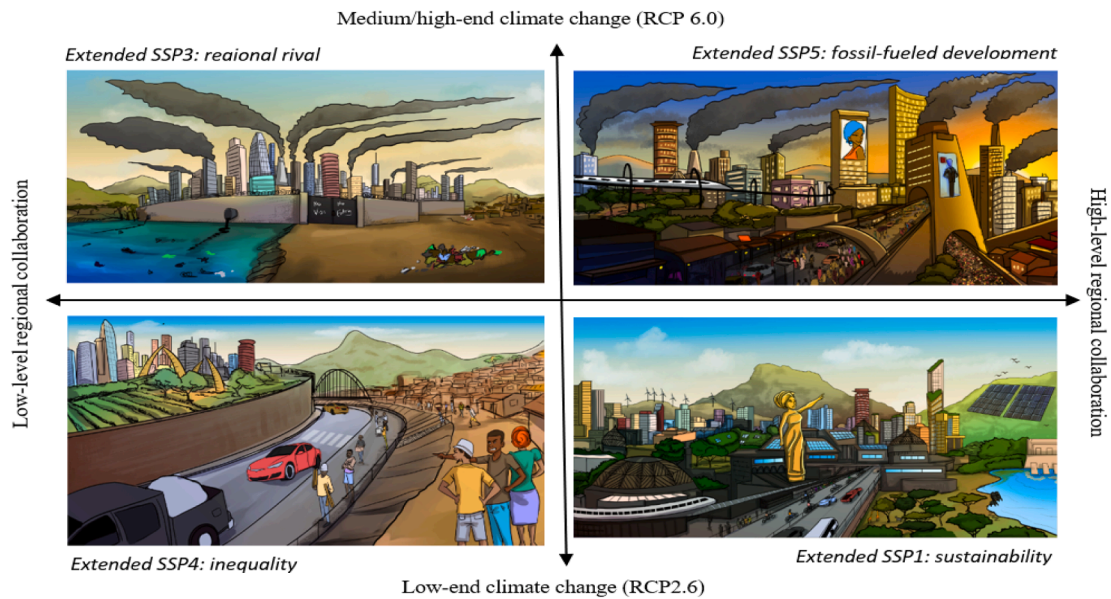 Medium/high-end climate change (RCP 6.0)
Extended SSP3: regional rival
Extended SSP5: fossil-fueled development
Low-level regional collaboration
High-level regional collaboration
Extended SSP4: inequality
Extended SSP1: sustainability
Low-end climate change (RCP2.6)